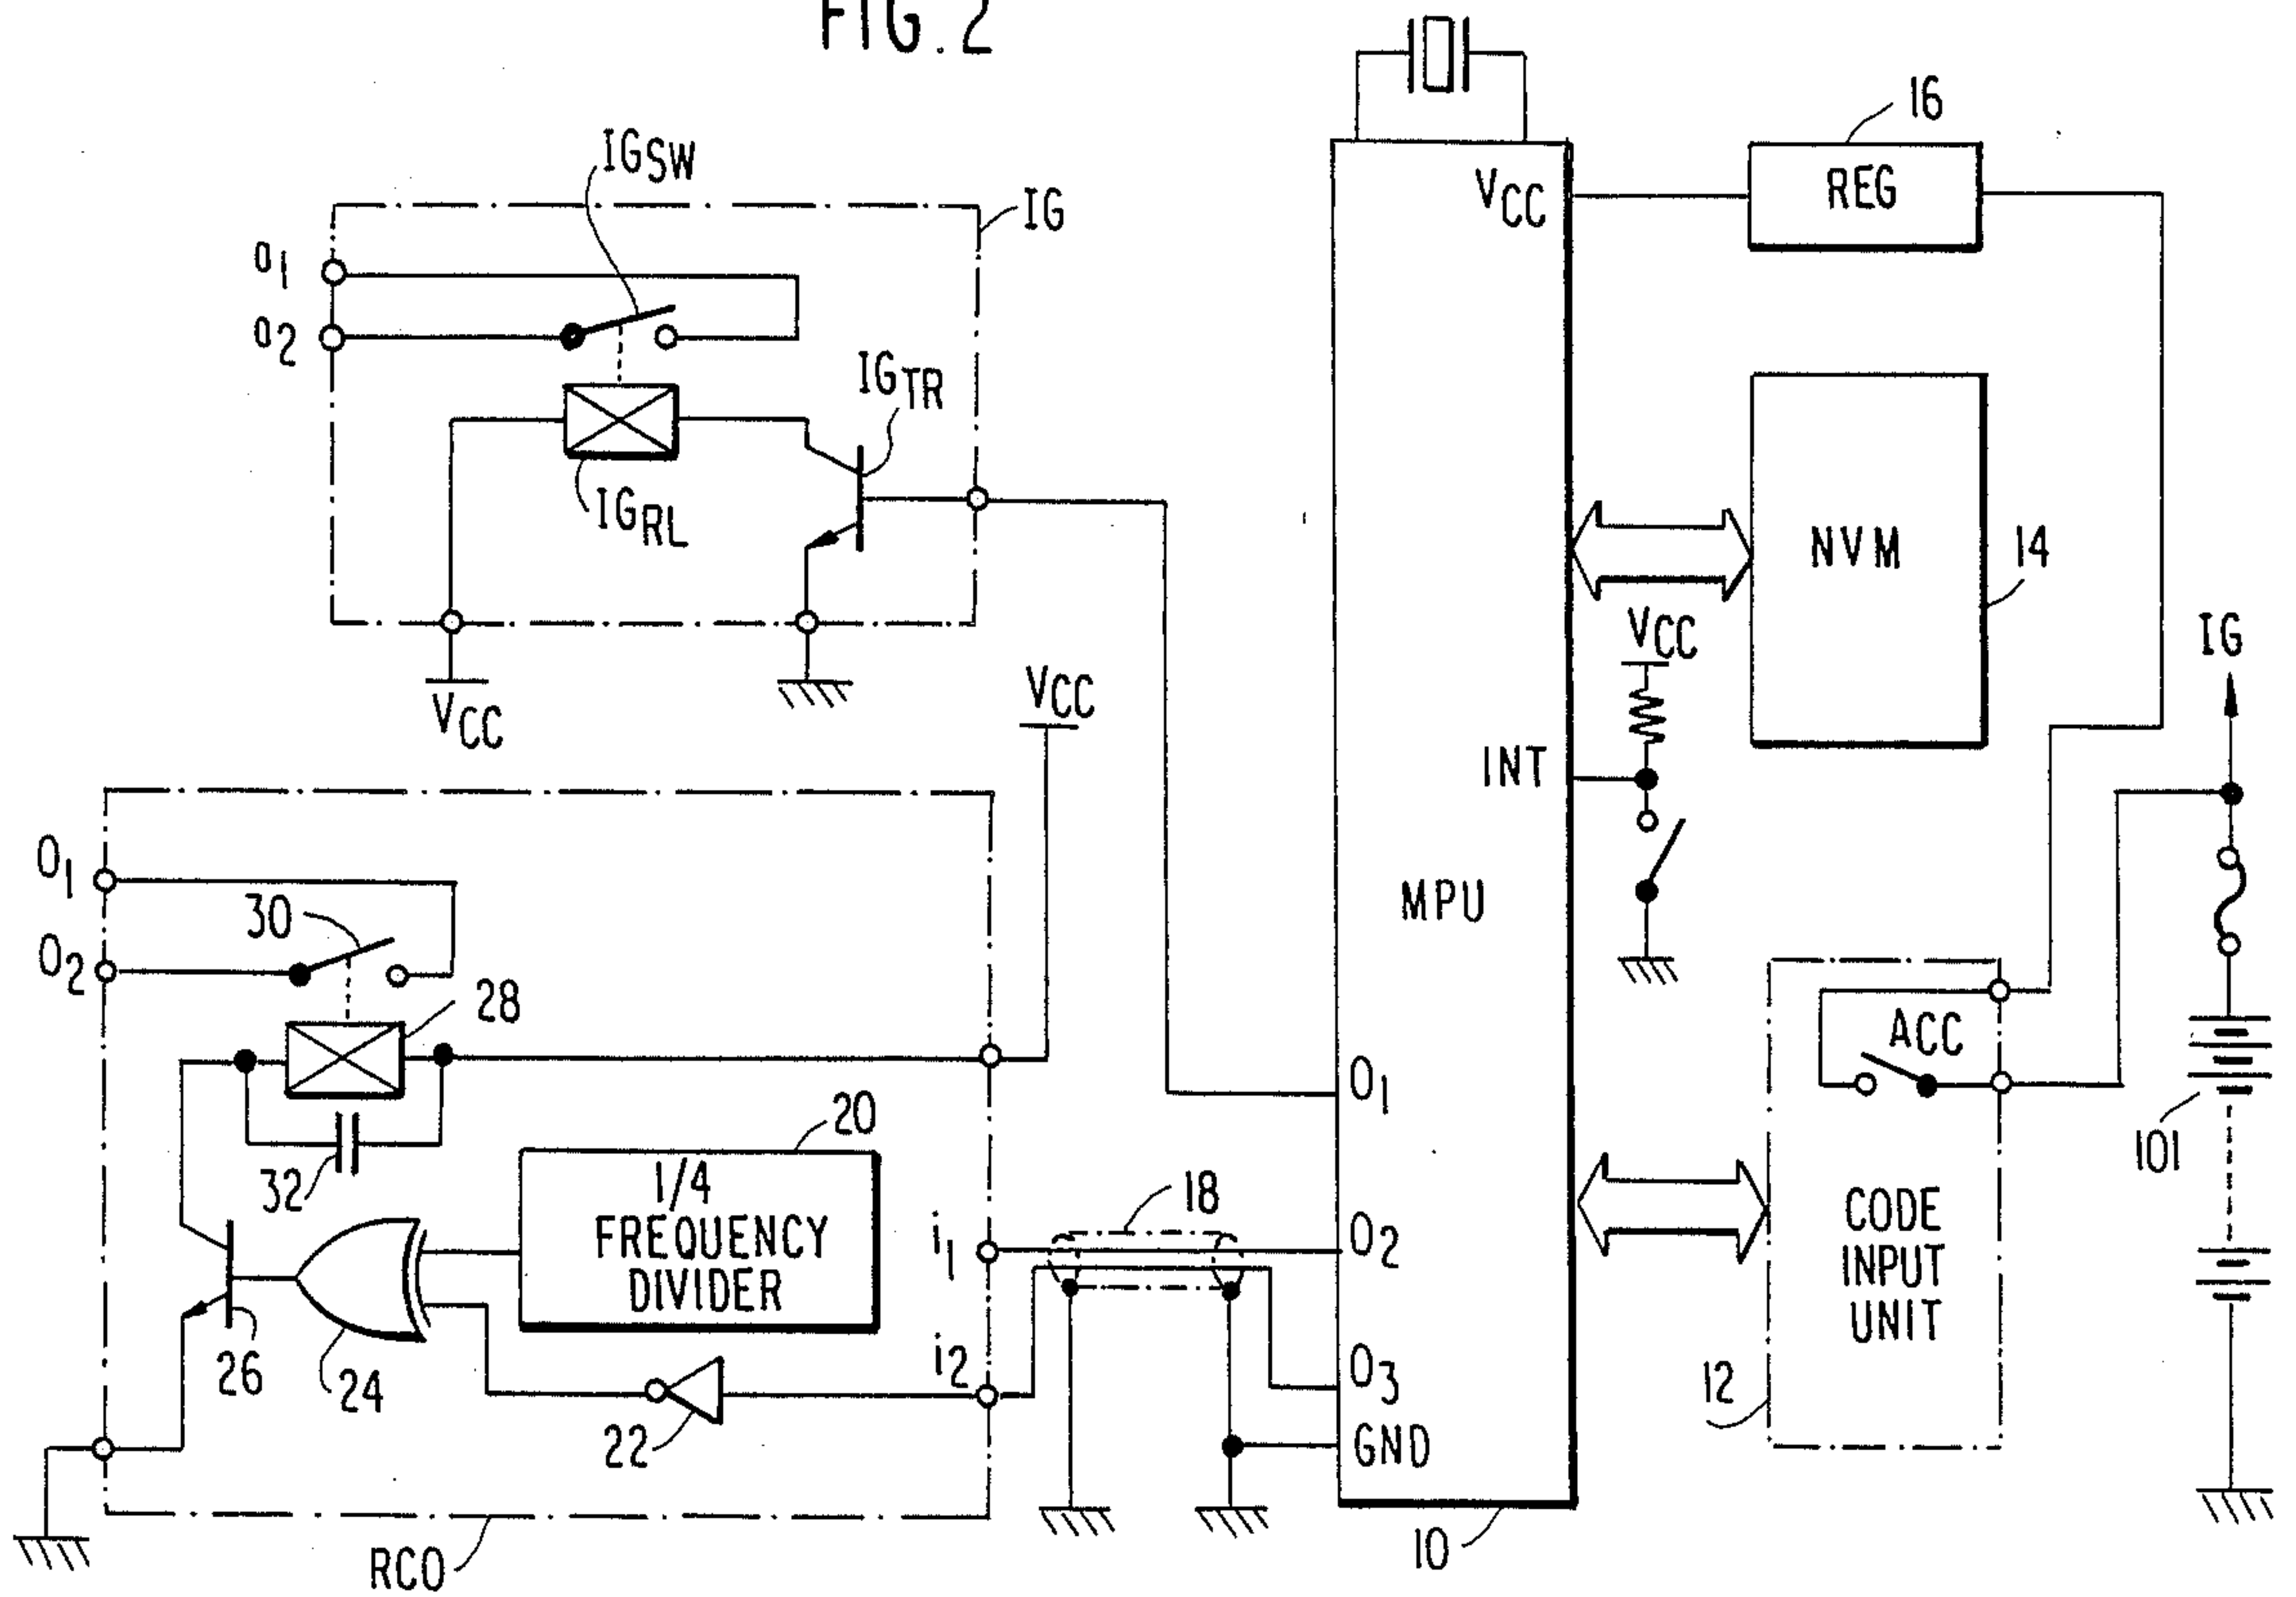 FIG. 2
16
IGSW
REG
VCC
IG
o1
o2
IGTR
IGRL
NVM
14
VCC
IG
VCC
VCC
INT
O1
30
MPU
O2
28
ACC
O1
20
101
1/4
FREQUENCY
DIVIDER
32
18
i1
O2
CODE
INPUT
UNIT
26
24
i2
O3
12
22
GND
10
RCO